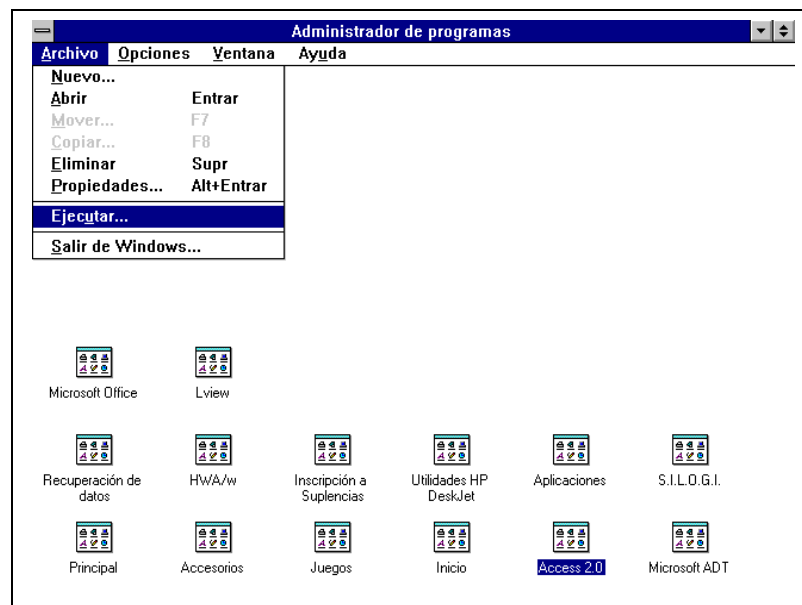 Administrador de programas
Archivo Opciones Ventana Ayuda
Nuevo...
Abrir Entrar
Mover... F7
Copiar... F8
Eliminar Supr
Propiedades... Alt+Entrar
Ejecutar...
Salir de Windows...
Microsoft Office Lview
Recuperación de datos HWA/w Inscripción a Suplencias Utilidades HP DeskJet Aplicaciones S.I.L.O.G.I.
Principal Accesorios Juegos Inicio Access 2.0 Microsoft ADT